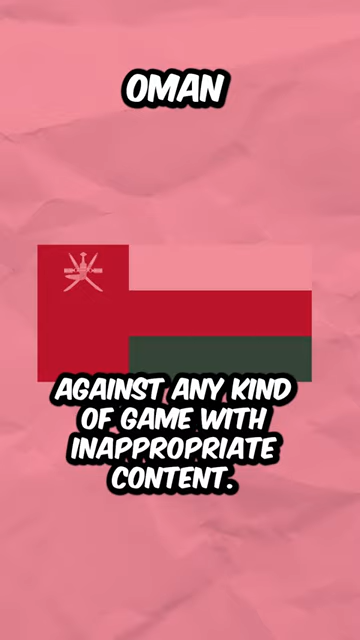 OMAN
AGAINST ANY KIND
OF GAME WITH
INAPPROPRIATE
CONTENT.